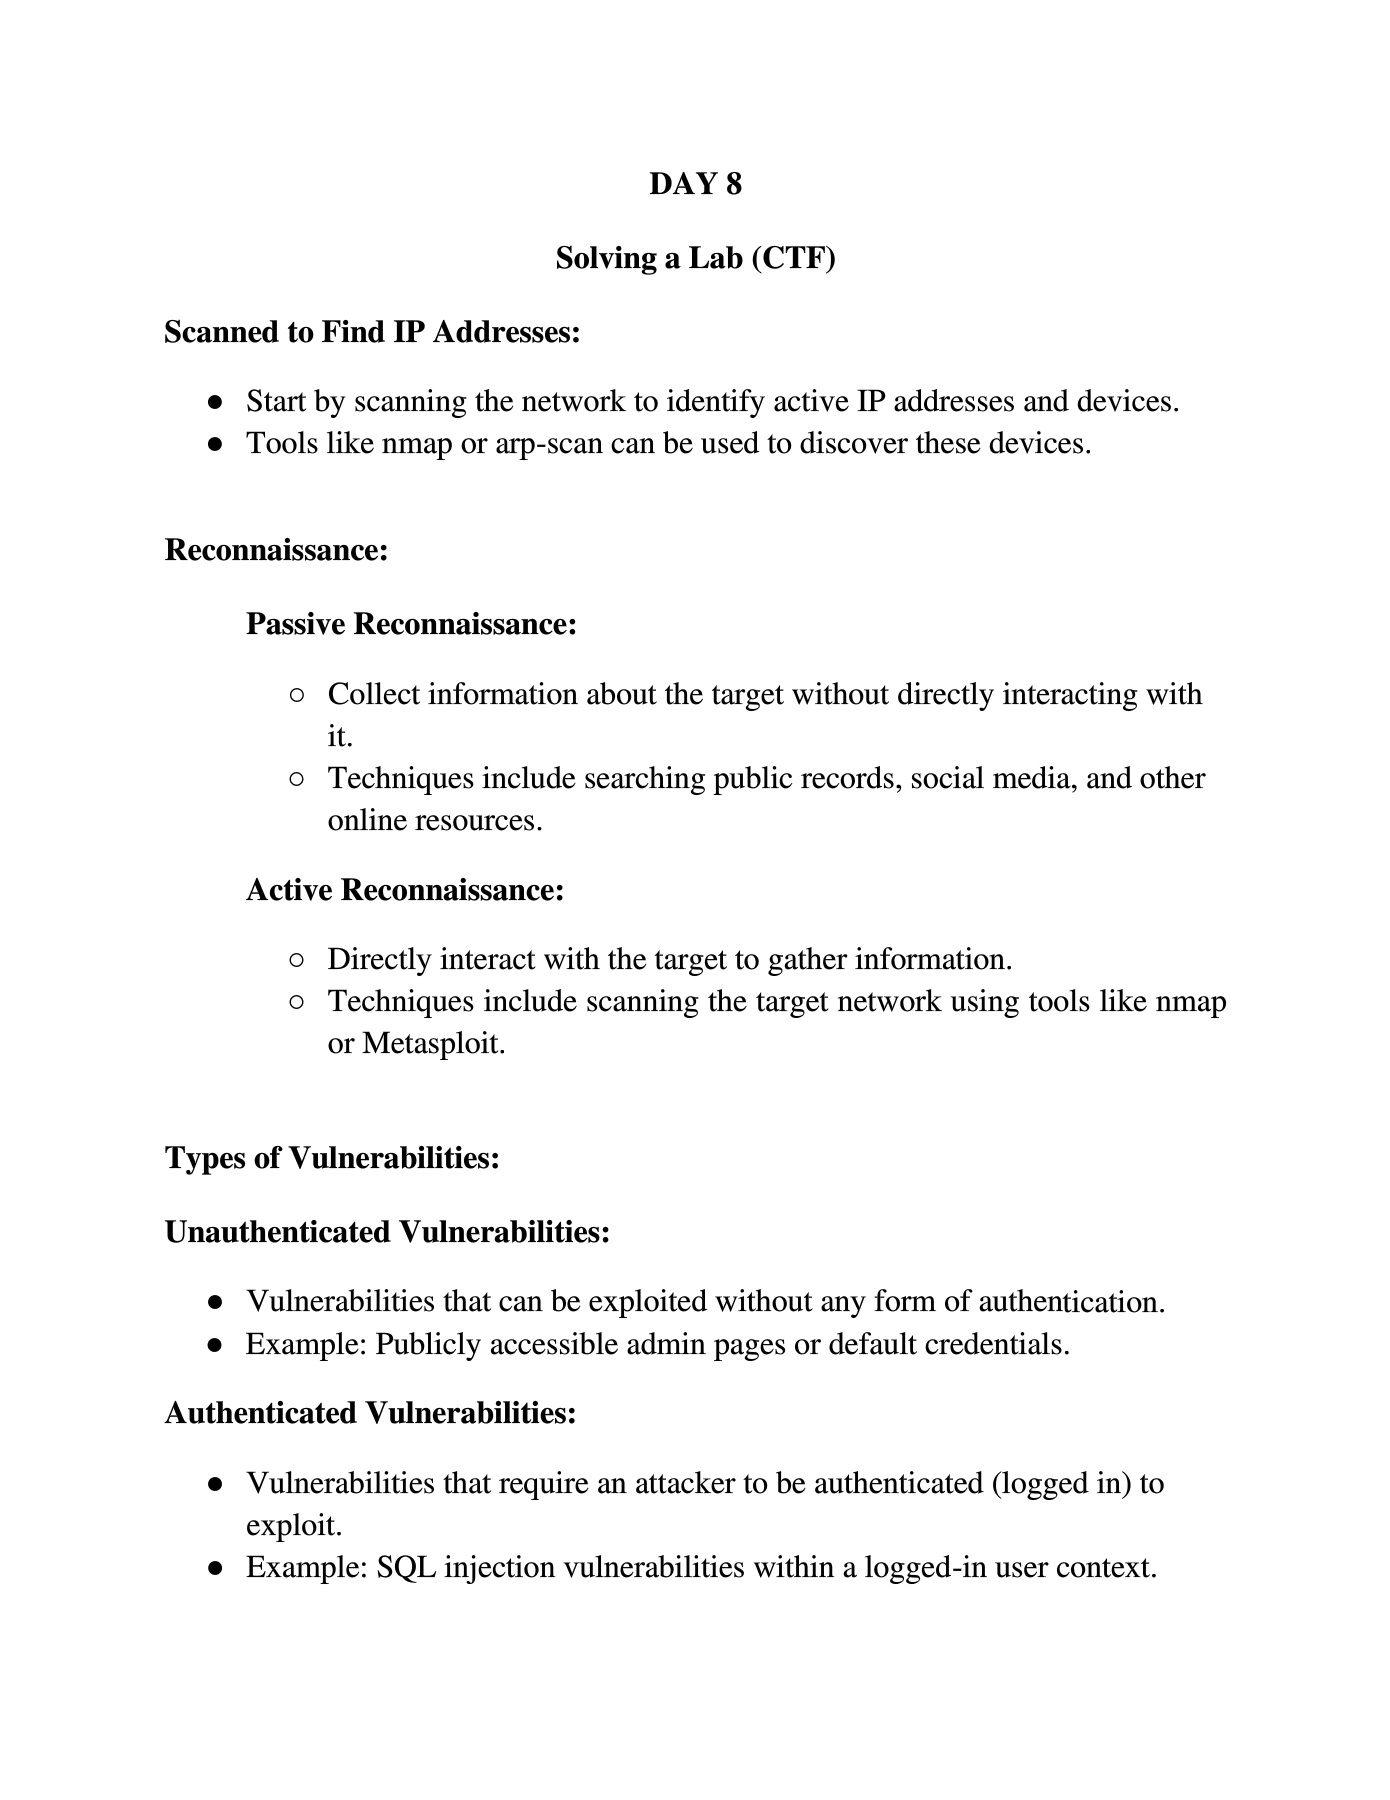 DAY 8
Solving a Lab (CTF)
Scanned to Find IP Addresses:
● Start by scanning the network to identify active IP addresses and devices.
● Tools like nmap or arp-scan can be used to discover these devices.
Reconnaissance:
Passive Reconnaissance:
○ Collect information about the target without directly interacting with
it.
○ Techniques include searching public records, social media, and other
online resources.
Active Reconnaissance:
○ Directly interact with the target to gather information.
○ Techniques include scanning the target network using tools like nmap
or Metasploit.
Types of Vulnerabilities:
Unauthenticated Vulnerabilities:
● Vulnerabilities that can be exploited without any form of authentication.
● Example: Publicly accessible admin pages or default credentials.
Authenticated Vulnerabilities:
● Vulnerabilities that require an attacker to be authenticated (logged in) to
exploit.
● Example: SQL injection vulnerabilities within a logged-in user context.